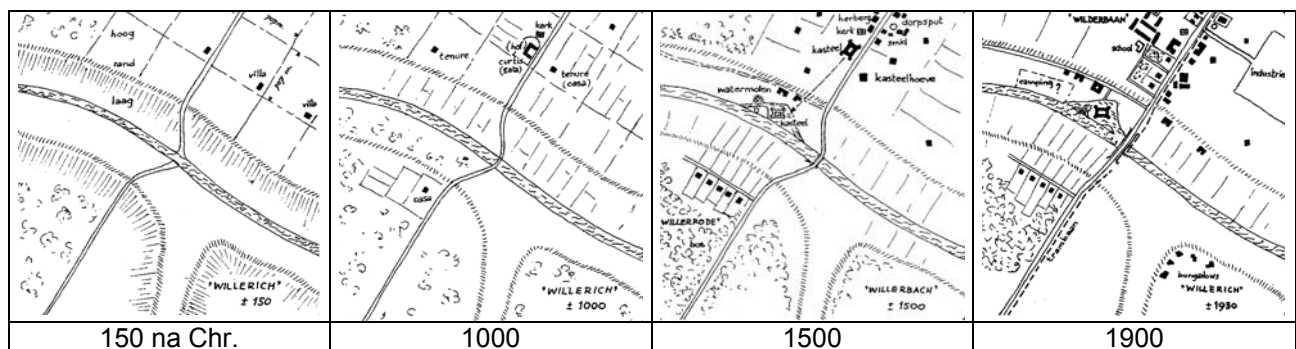 hoog
rand
laag
villa
villa
"WILLERICH"
± 150
kerk
(hof)
curtis
(sala)
tenure
tenure
(casa)
casa
"WILLERICH"
± 1000
herberg
dorpsput
kerk
smid
kasteel
kasteelhoeve
watermolen
kasteel
"WILLERRODE"
bos
"WILLERBACH"
± 1500
"WILDERBAAN"
school
industrie
camping ?
trambaan
bungalows
"WILLERICH"
± 1930
150 na Chr.
1000
1500
1900